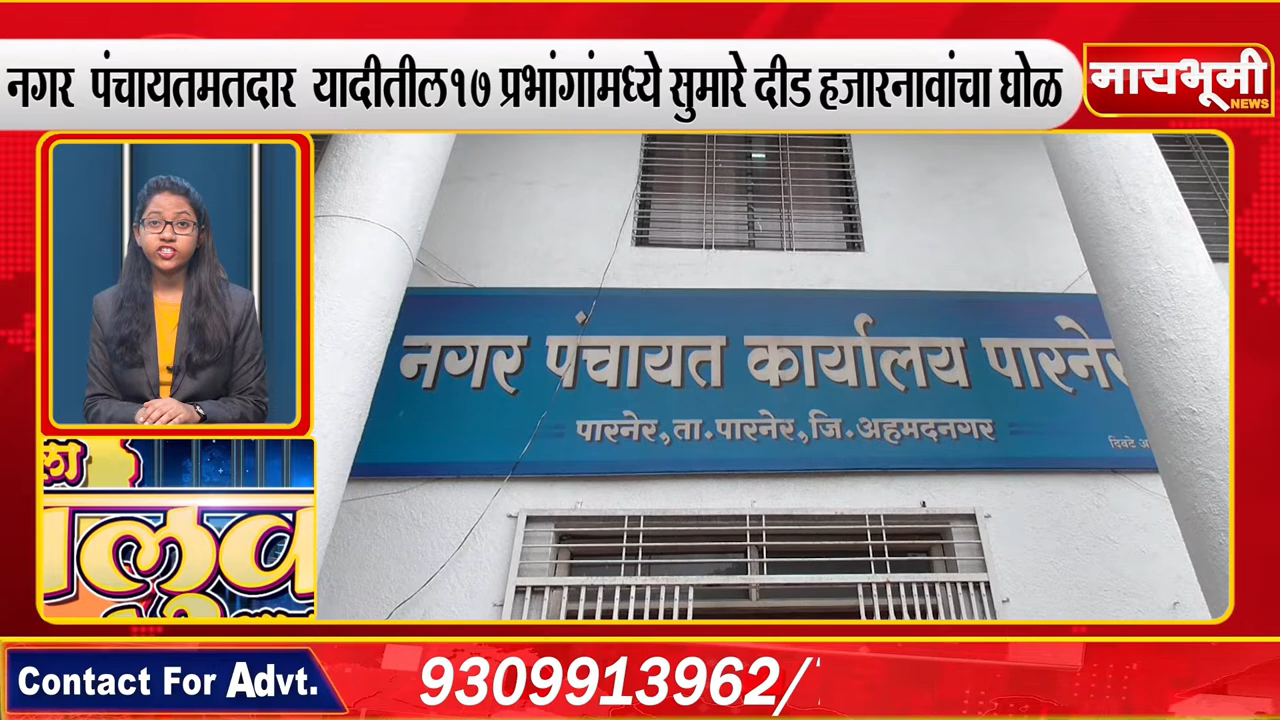 नगर पंचायतमतदार यादीतील१७ प्रभांगांमध्ये सुमारे दीड हजारनावांचा घोळ
मायभूमी
NEWS
नगर पंचायत कार्यालय पारनेर
पारनेर,ता.पारनेर,जि.अहमदनगर
दिवटे
Contact For Advt.
9309913962/